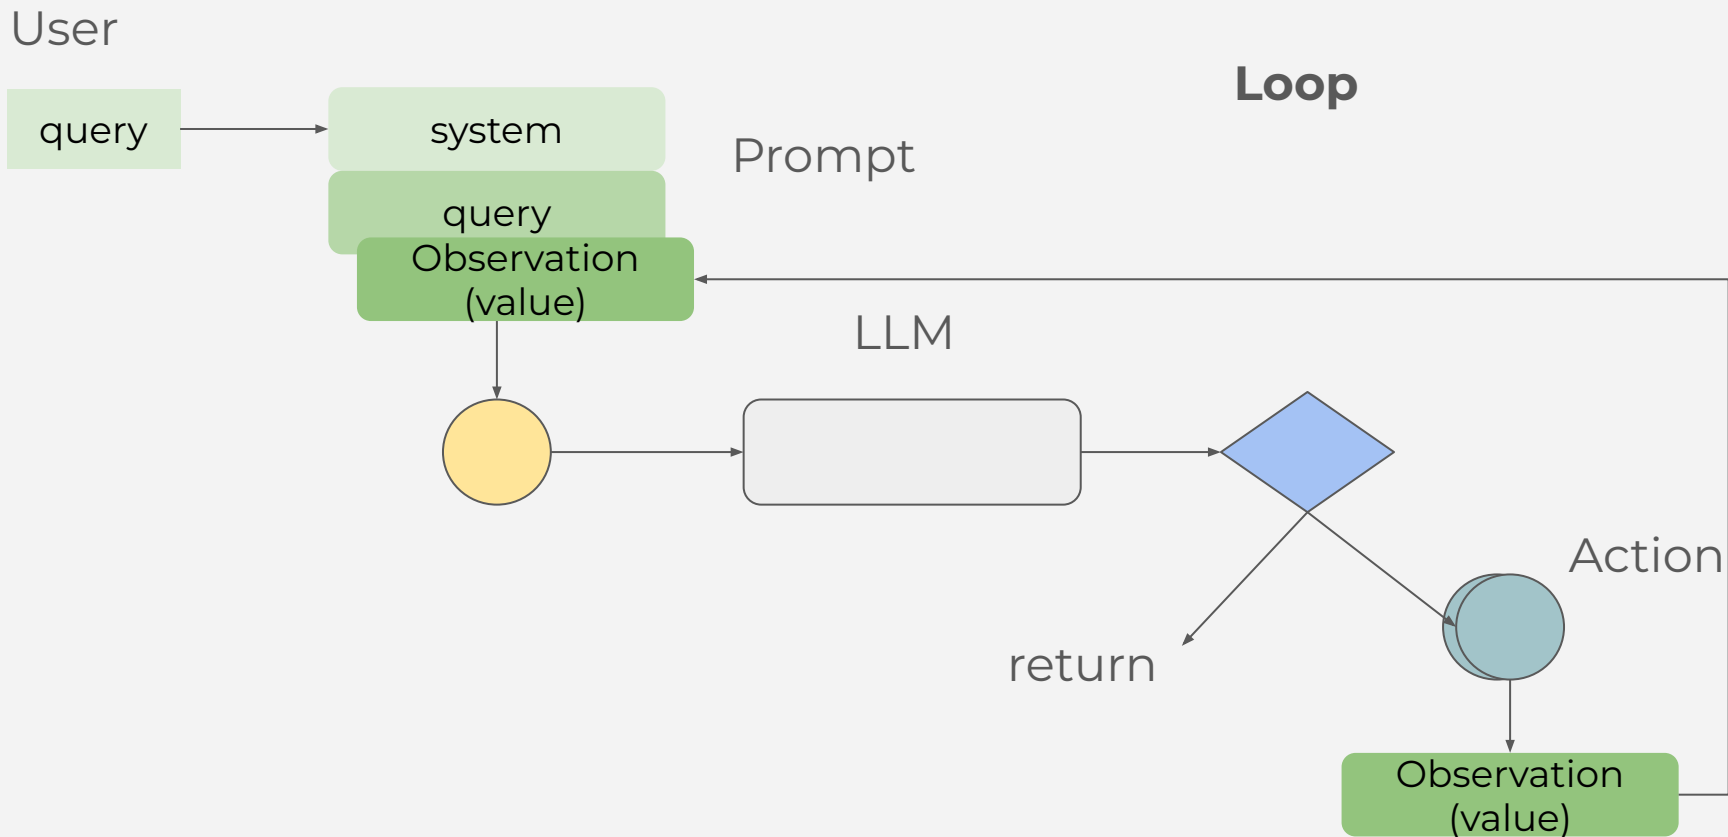 User
Loop
query
system
Prompt
query
Observation
(value)
LLM
Action
return
Observation
(value)